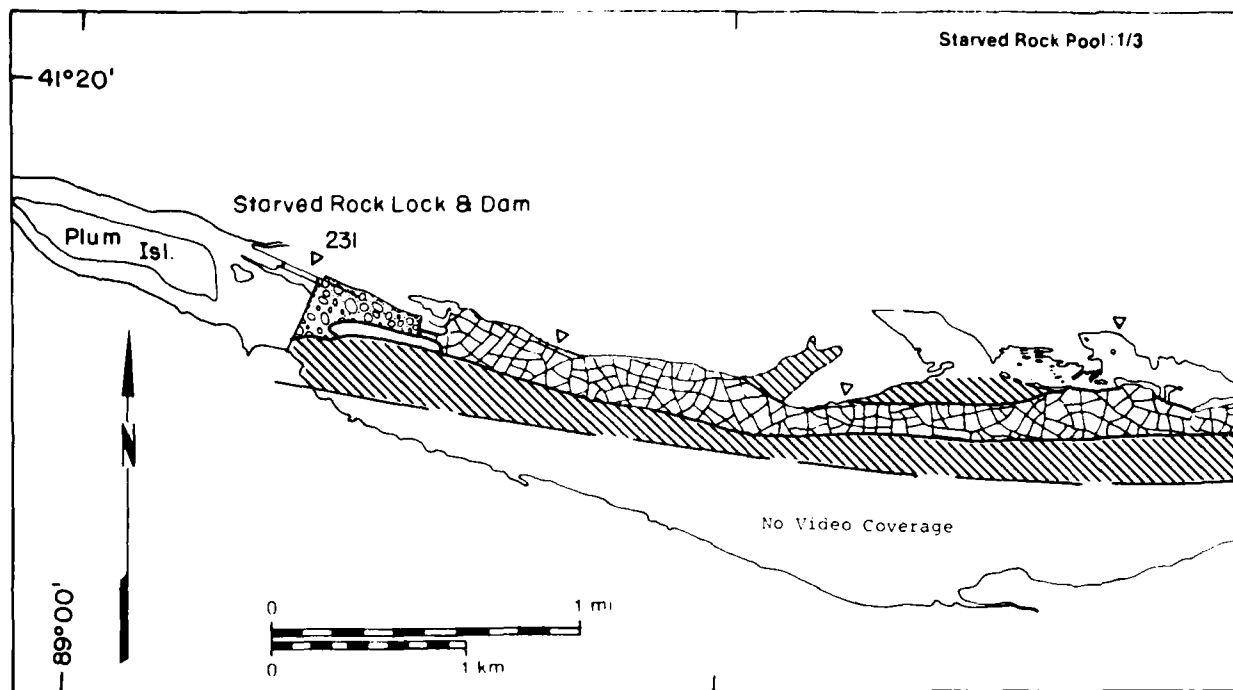 Starved Rock Pool: 1/3
41°20'
Starved Rock Lock & Dam
231
Plum Isl.
N
No Video Coverage
0 1 mi
0 1 km
89°00'